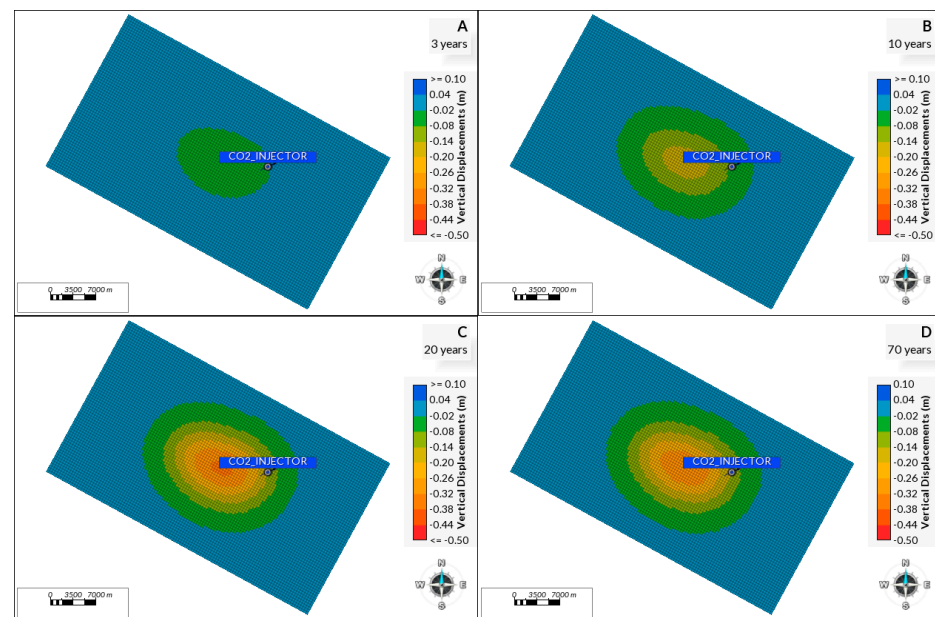 A
3 years
CO2_INJECTOR
>= 0.10
0.04
-0.02
-0.08
-0.14
-0.20
-0.26
-0.32
-0.38
-0.44
<= -0.50
Vertical Displacements (m)
N
W E
S
0 3500 7000 m
B
10 years
CO2_INJECTOR
>= 0.10
0.04
-0.02
-0.08
-0.14
-0.20
-0.26
-0.32
-0.38
-0.44
<= -0.50
Vertical Displacements (m)
N
W E
S
0 3500 7000 m
C
20 years
CO2_INJECTOR
>= 0.10
0.04
-0.02
-0.08
-0.14
-0.20
-0.26
-0.32
-0.38
-0.44
<= -0.50
Vertical Displacements (m)
N
W E
S
0 3500 7000 m
D
70 years
CO2_INJECTOR
>= 0.10
0.04
-0.02
-0.08
-0.14
-0.20
-0.26
-0.32
-0.38
-0.44
<= -0.50
Vertical Displacements (m)
N
W E
S
0 3500 7000 m